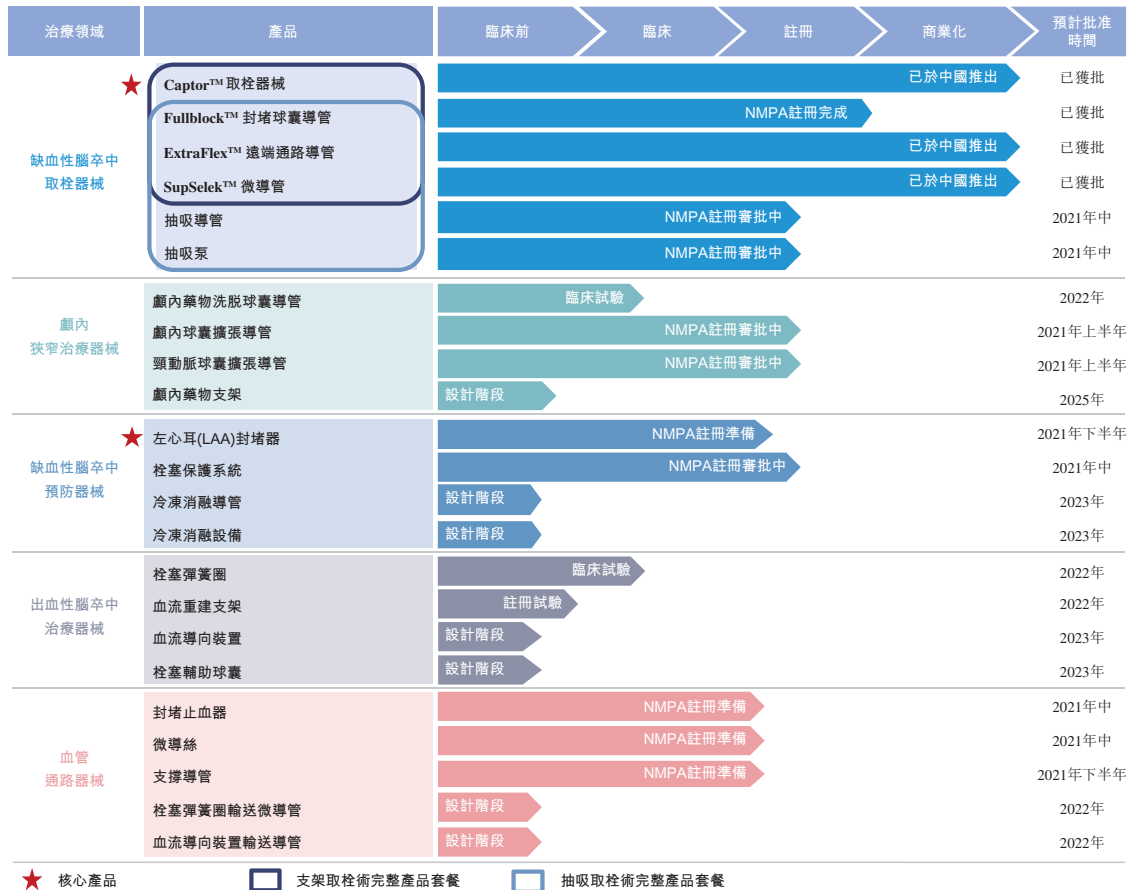 治療領域 產品 臨床前 臨床 註冊 商業化 預計批准
時間
缺血性腦卒中
取栓器械
Captor™ 取栓器械 已於中國推出 已獲批
Fullblock™ 封堵球囊導管 NMPA註冊完成 已獲批
ExtraFlex™ 遠端通路導管 已於中國推出 已獲批
SupSelek™ 微導管 已於中國推出 已獲批
抽吸導管 NMPA註冊審批中 2021年中
抽吸泵 NMPA註冊審批中 2021年中
顱內
狹窄治療器械
顱內藥物洗脱球囊導管 臨床試驗 2022年
顱內球囊擴張導管 NMPA註冊審批中 2021年上半年
頸動脈球囊擴張導管 NMPA註冊審批中 2021年上半年
顱內藥物支架 設計階段 2025年
缺血性腦卒中
預防器械
左心耳(LAA)封堵器 NMPA註冊準備 2021年下半年
栓塞保護系統 NMPA註冊審批中 2021年中
冷凍消融導管 設計階段 2023年
冷凍消融設備 設計階段 2023年
出血性腦卒中
治療器械
栓塞彈簧圈 臨床試驗 2022年
血流重建支架 註冊試驗 2022年
血流導向裝置 設計階段 2023年
栓塞輔助球囊 設計階段 2023年
血管
通路器械
封堵止血器 NMPA註冊準備 2021年中
微導絲 NMPA註冊準備 2021年中
支撐導管 NMPA註冊準備 2021年下半年
栓塞彈簧圈輸送微導管 設計階段 2022年
血流導向裝置輸送導管 設計階段 2022年
核心產品 支架取栓術完整產品套餐 抽吸取栓術完整產品套餐